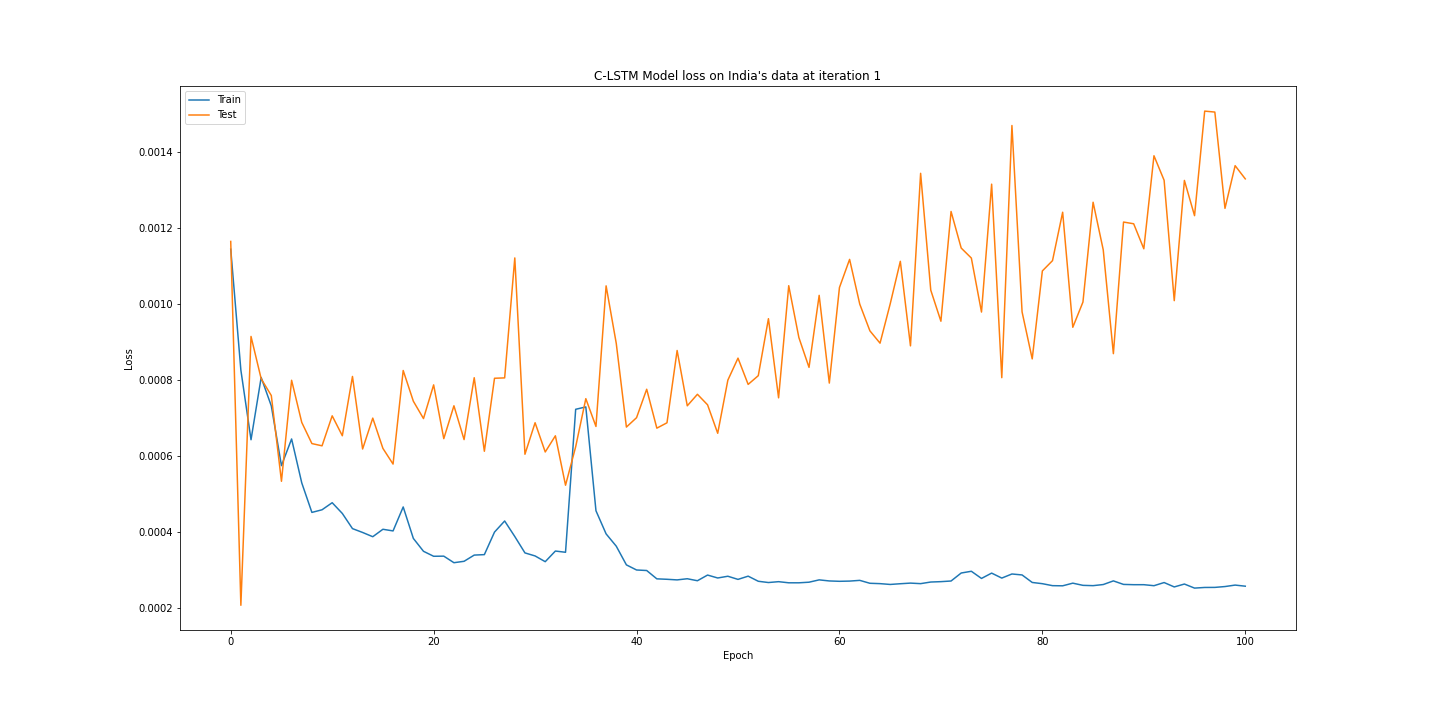 C-LSTM Model loss on India's data at iteration 1
Train
Test
0.0014
0.0012
0.0010
0.0008
0.0006
0.0004
0.0002
Loss
0 20 40 60 80 100
Epoch